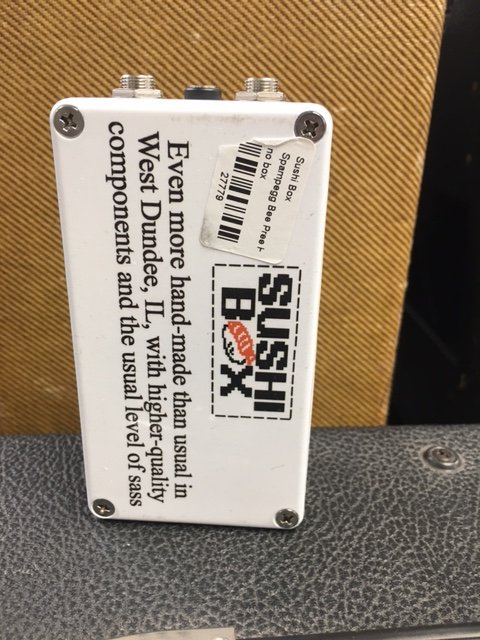 Sushi Box
Spampegg Bee Pree H
no box
27779
SUSHI
BOX
Even more hand-made than usual in
West Dundee, IL, with higher-quality
components and the usual level of sass